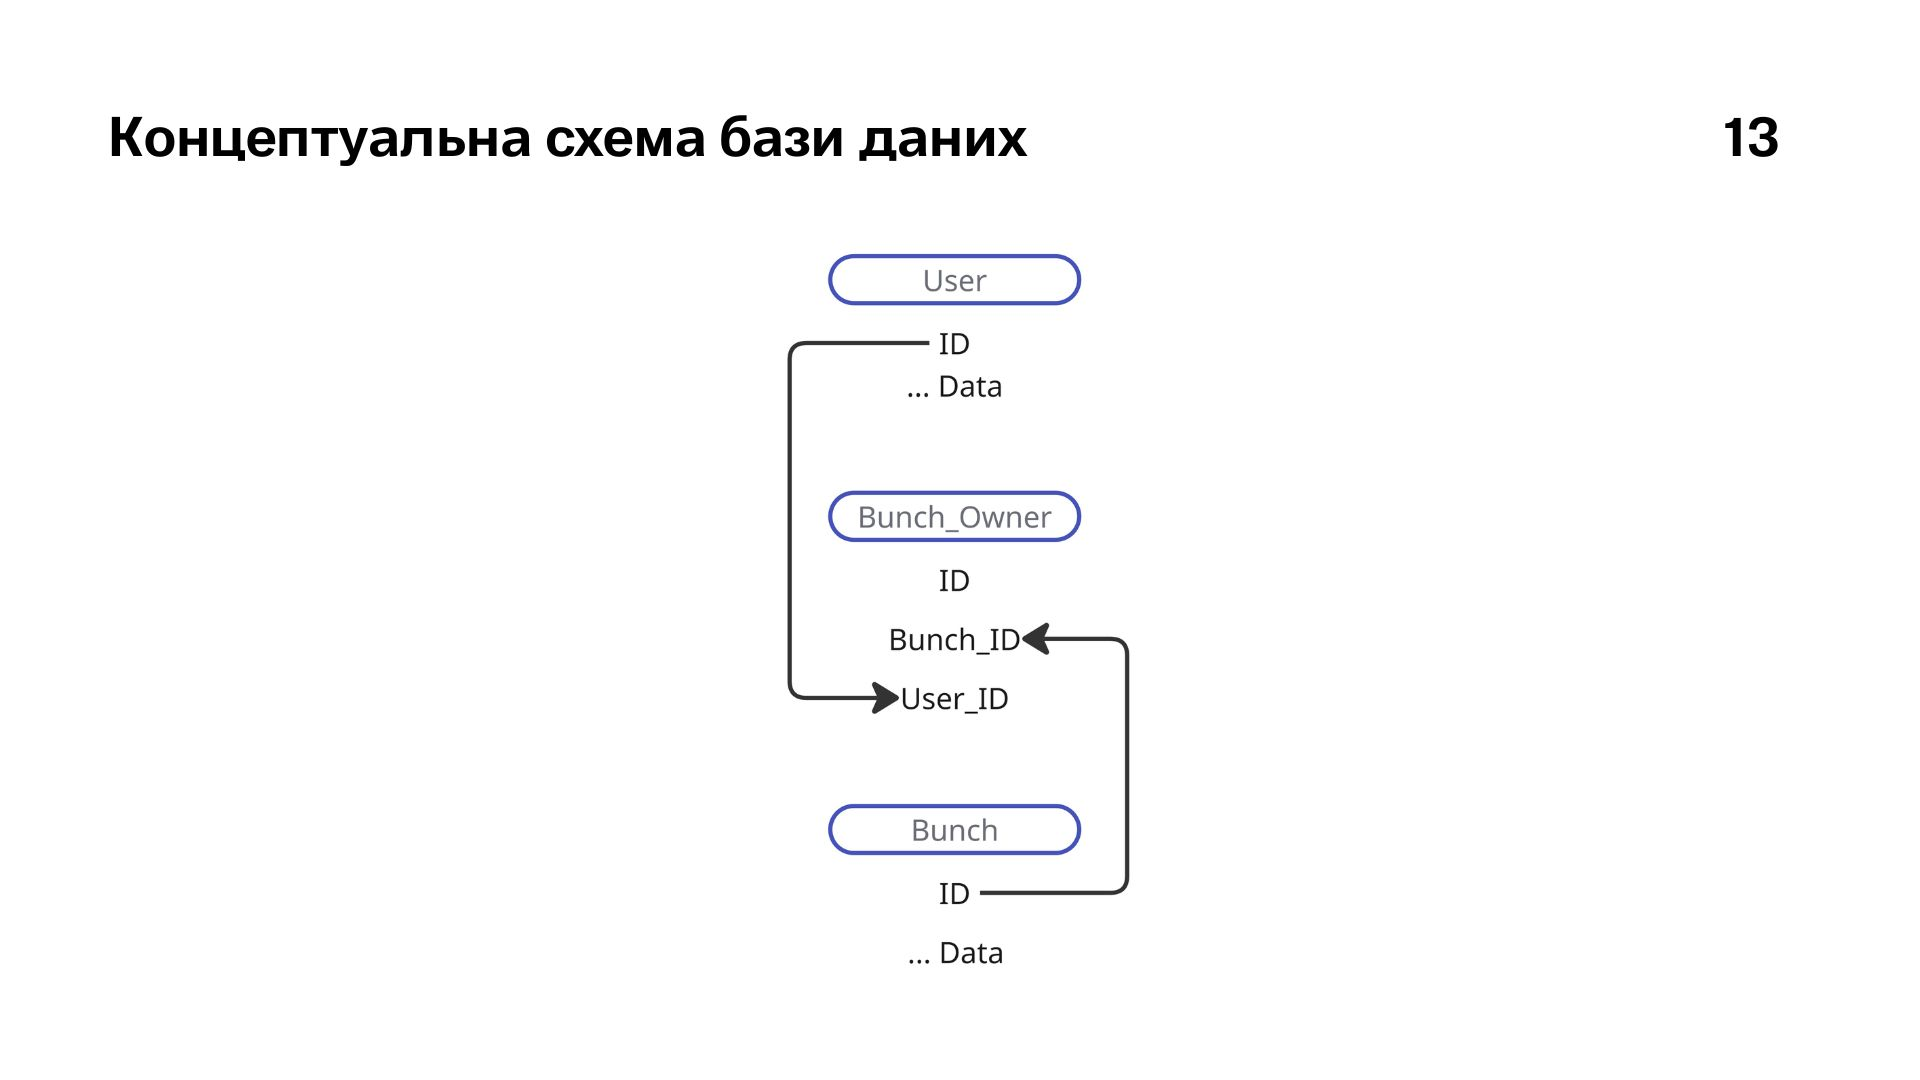 Концептуальна схема бази даних
13
User
ID
... Data
Bunch_Owner
ID
Bunch_ID
User_ID
Bunch
ID
... Data